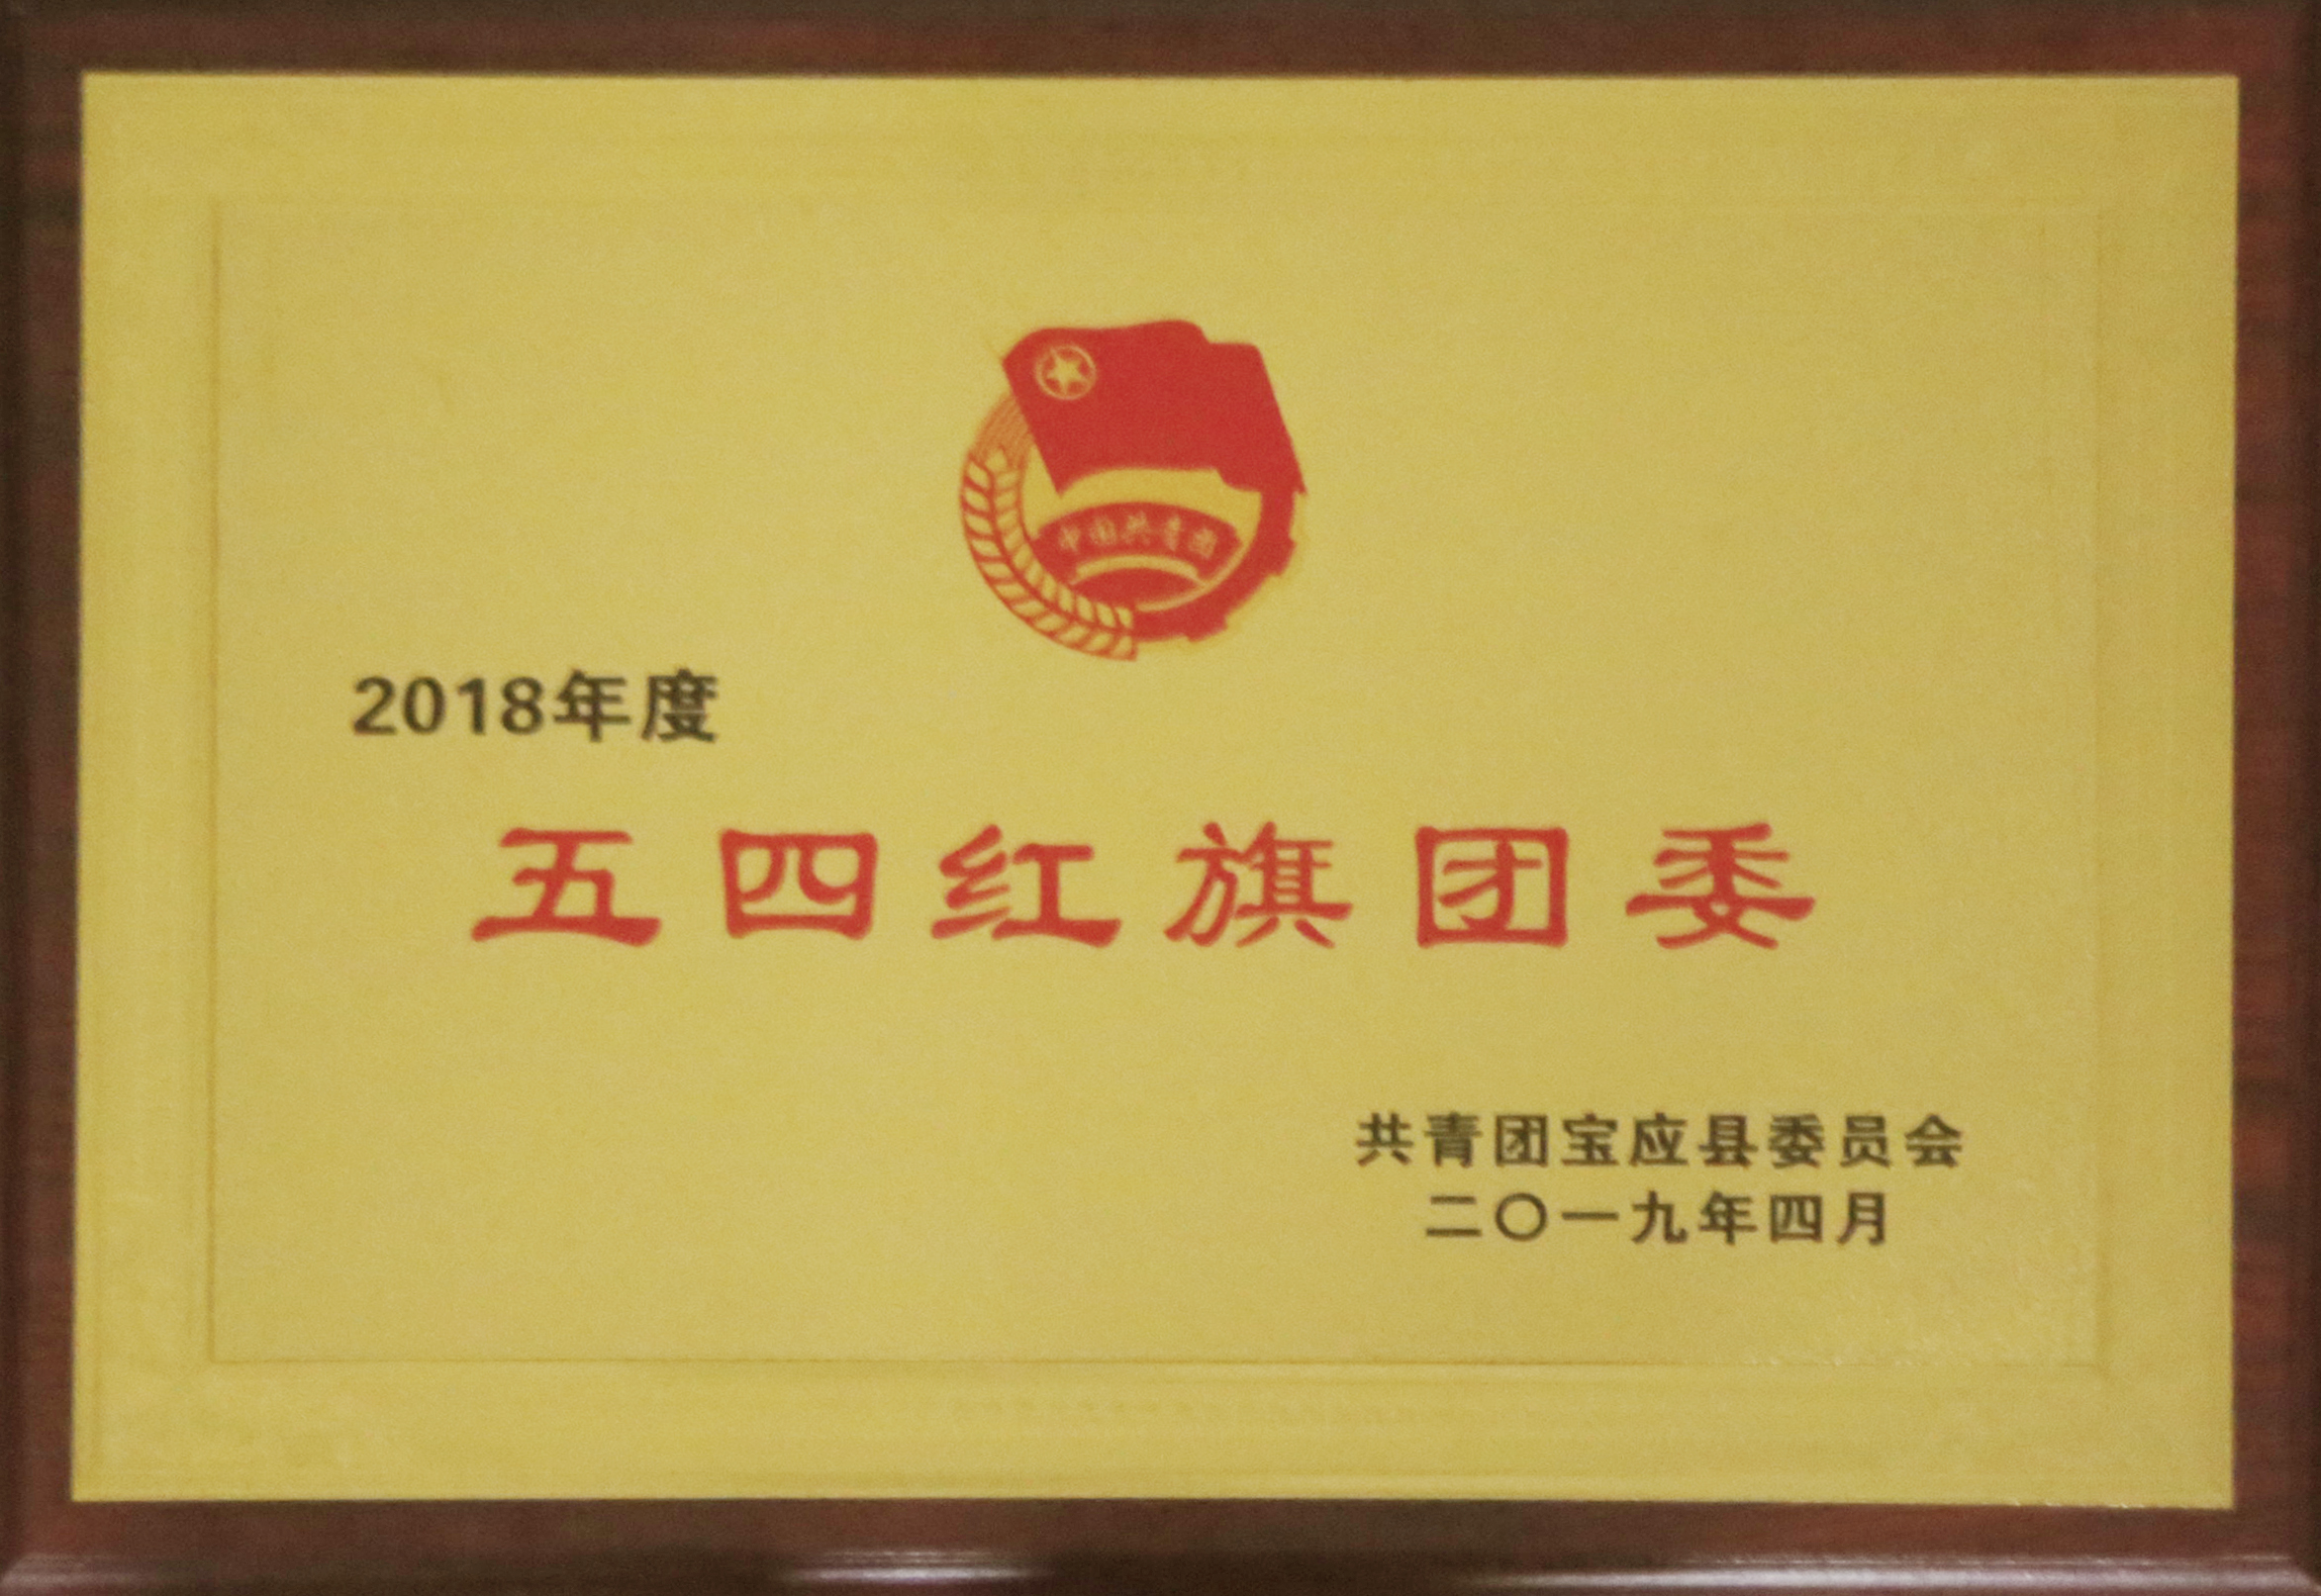 中国共青团
2018年度
五四红旗团委
共青团宝应县委员会
二〇一九年四月